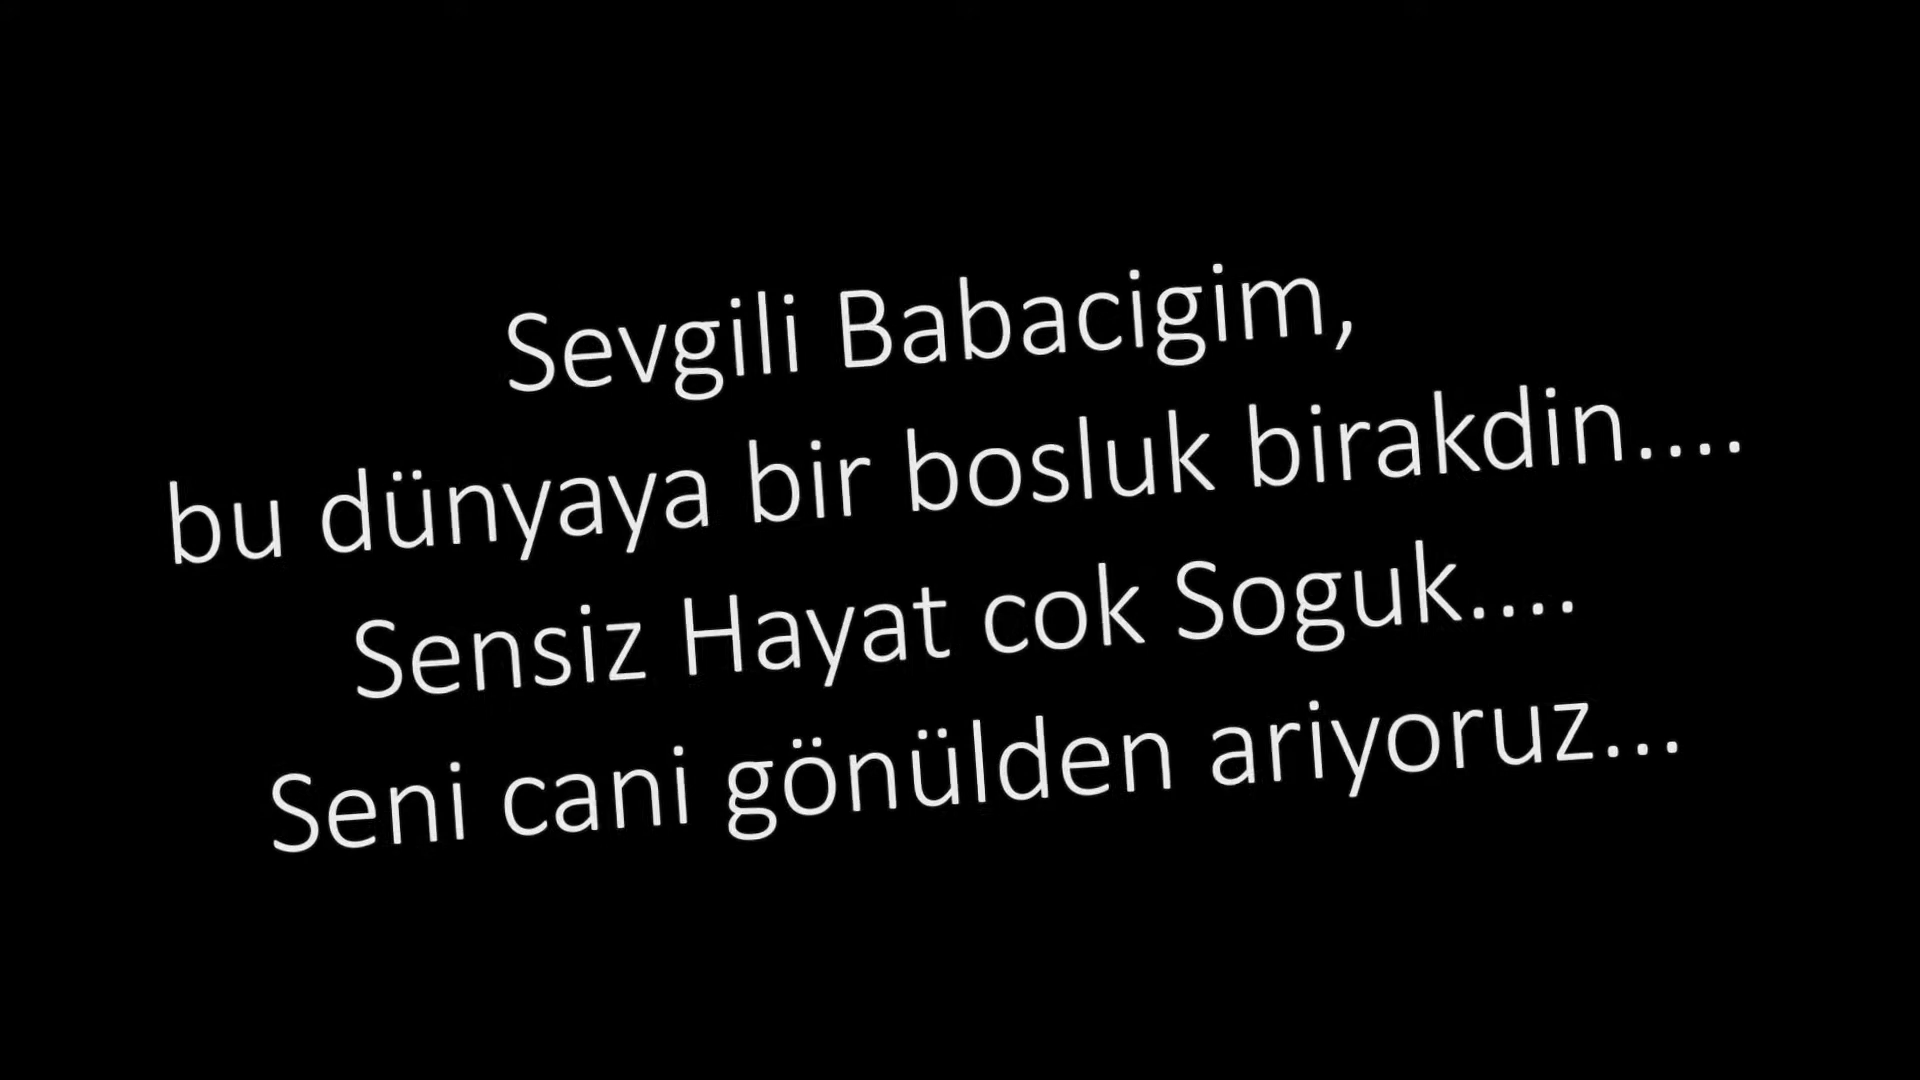 Sevgili Babacigim,
bu dünyaya bir bosluk birakdin....
Sensiz Hayat cok Soguk....
Seni cani gönülden ariyoruz...